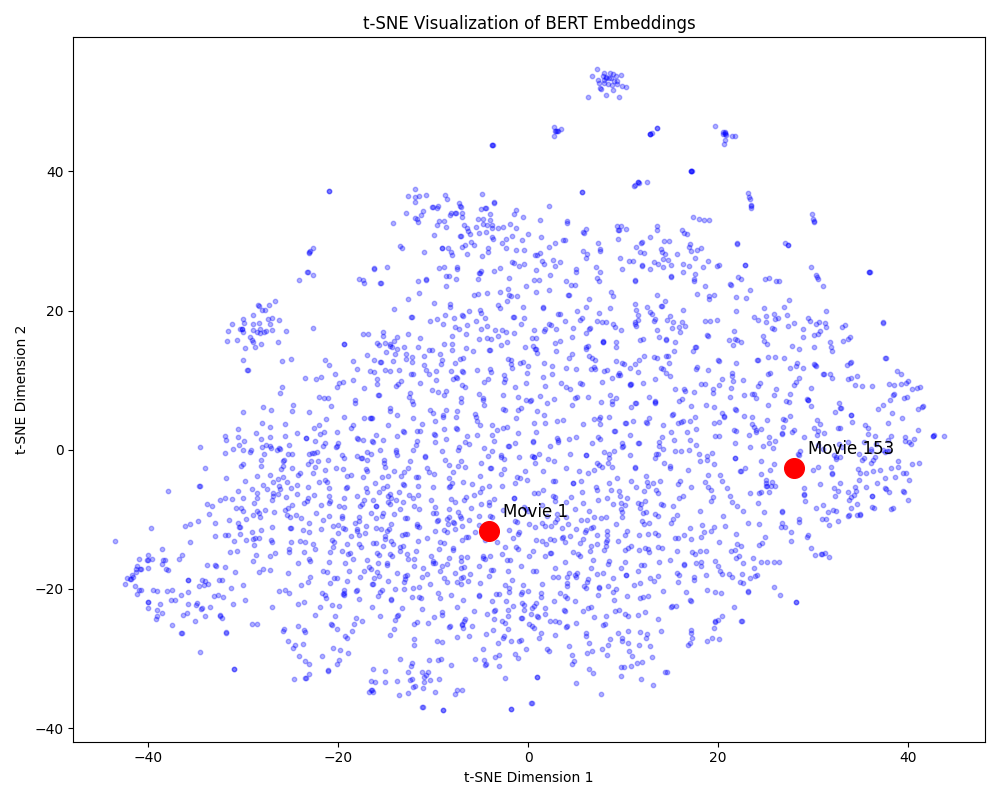 t-SNE Visualization of BERT Embeddings
t-SNE Dimension 2
40
20
0
−20
−40
Movie 153
Movie 1
−40
−20
0
20
40
t-SNE Dimension 1